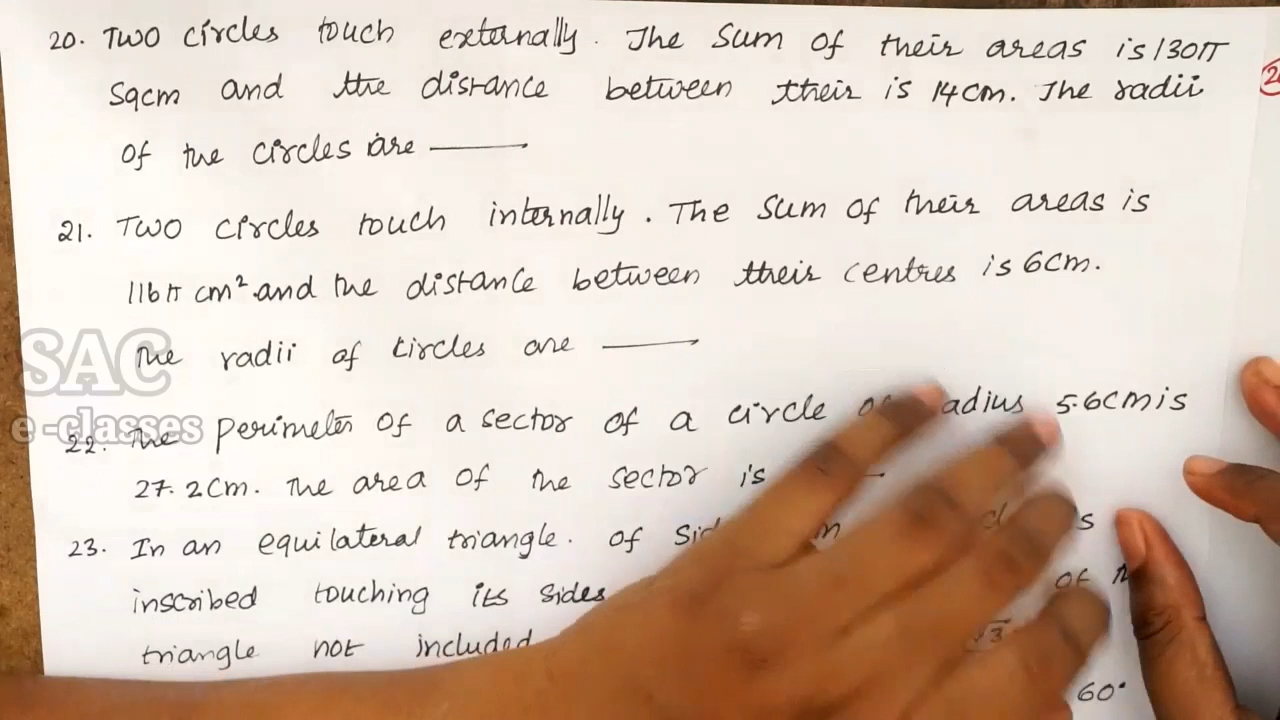 20. Two circles touch externally. The Sum of their areas is 130π
Sqcm and the distance between their is 14cm. The radii
of the circles are ———
21. Two circles touch internally. The Sum of their areas is
116π cm² and the distance between their centres is 6cm.
The radii of circles are ———
SAC
e-classes
22. The perimeter of a sector of a circle of radius 5.6cm is
27.2cm. The area of the sector is
23. In an equilateral triangle. of
inscribed touching its sides of
triangle not included √3
60°